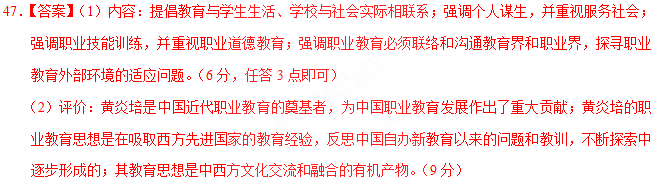 47.【答案】（1）内容：提倡教育与学生生活、学校与社会实际相联系；强调个人谋生，并重视服务社会；
强调职业技能训练，并重视职业道德教育；强调职业教育必须联络和沟通教育界和职业界，探寻职业
教育外部环境的适应问题。（6 分，任答 3 点即可）
（2）评价：黄炎培是中国近代职业教育的奠基者，为中国职业教育发展作出了重大贡献；黄炎培的职
业教育思想是在吸取西方先进国家的教育经验，反思中国自办新教育以来的问题和教训，不断探索中
逐步形成的；其教育思想是中西方文化交流和融合的有机产物。（9 分）